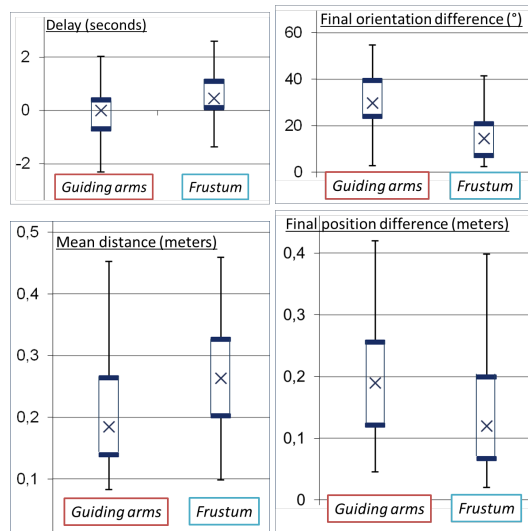 Delay (seconds)
2
0
-2
Guiding arms
Frustum
Final orientation difference (°)
60
40
20
0
Guiding arms
Frustum
0,5
Mean distance (meters)
0,4
0,3
0,2
0,1
Guiding arms
Frustum
Final position difference (meters)
0,4
0,3
0,2
0,1
0
Guiding arms
Frustum